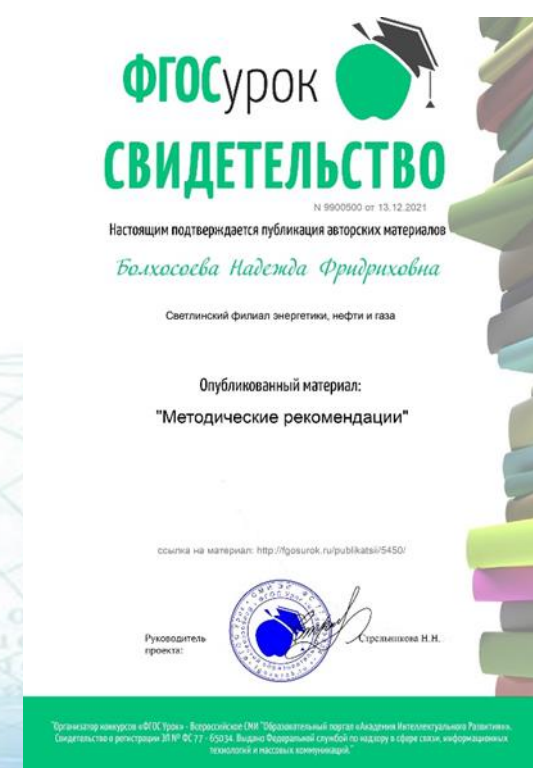 ФГОСурок
СВИДЕТЕЛЬСТВО
N 9900500 от 13.12.2021
Настоящим подтверждается публикация авторских материалов
Болхосоева Надежда Фридриховна
Светлинский филиал энергетики, нефти и газа
Опубликованный материал:
"Методические рекомендации"
ссылка на материал: http://fgosurok.ru/publikatsii/5450/
Руководитель
проекта:
Стрельникова Н.Н.
"Организатор конкурсов «ФГОС Урок» - Всероссийское СМИ "Образовательный портал «Академия Интеллектуального Развития»».
Свидетельство о регистрации ЭЛ № ФС 77 - 65034. Выдано Федеральной службой по надзору в сфере связи, информационных
технологий и массовых коммуникаций."